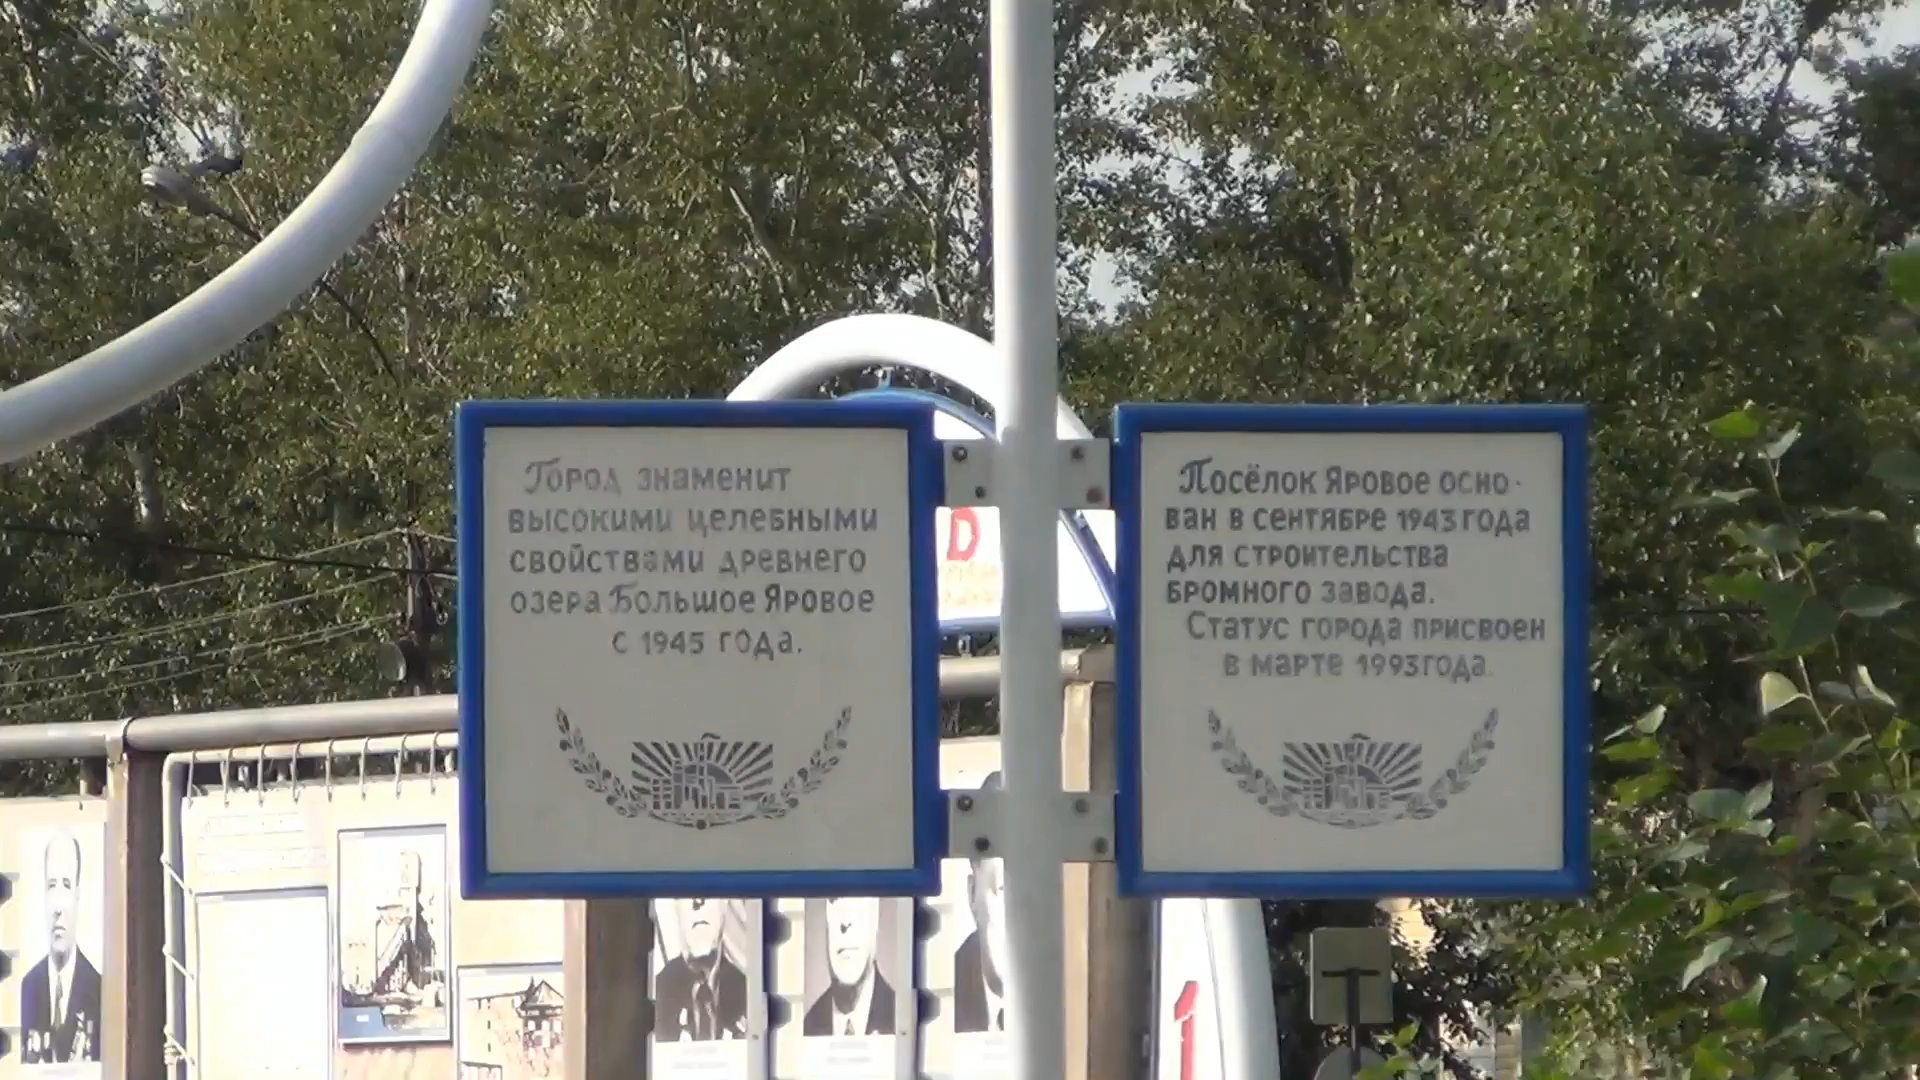 Город знаменит
высокими целебными
свойствами древнего
озера Большое Яровое
с 1945 года.
Посёлок Яровое осно-
ван в сентябре 1943 года
для строительства
бромного завода.
Статус города присвоен
в марте 1993 года.
D
1